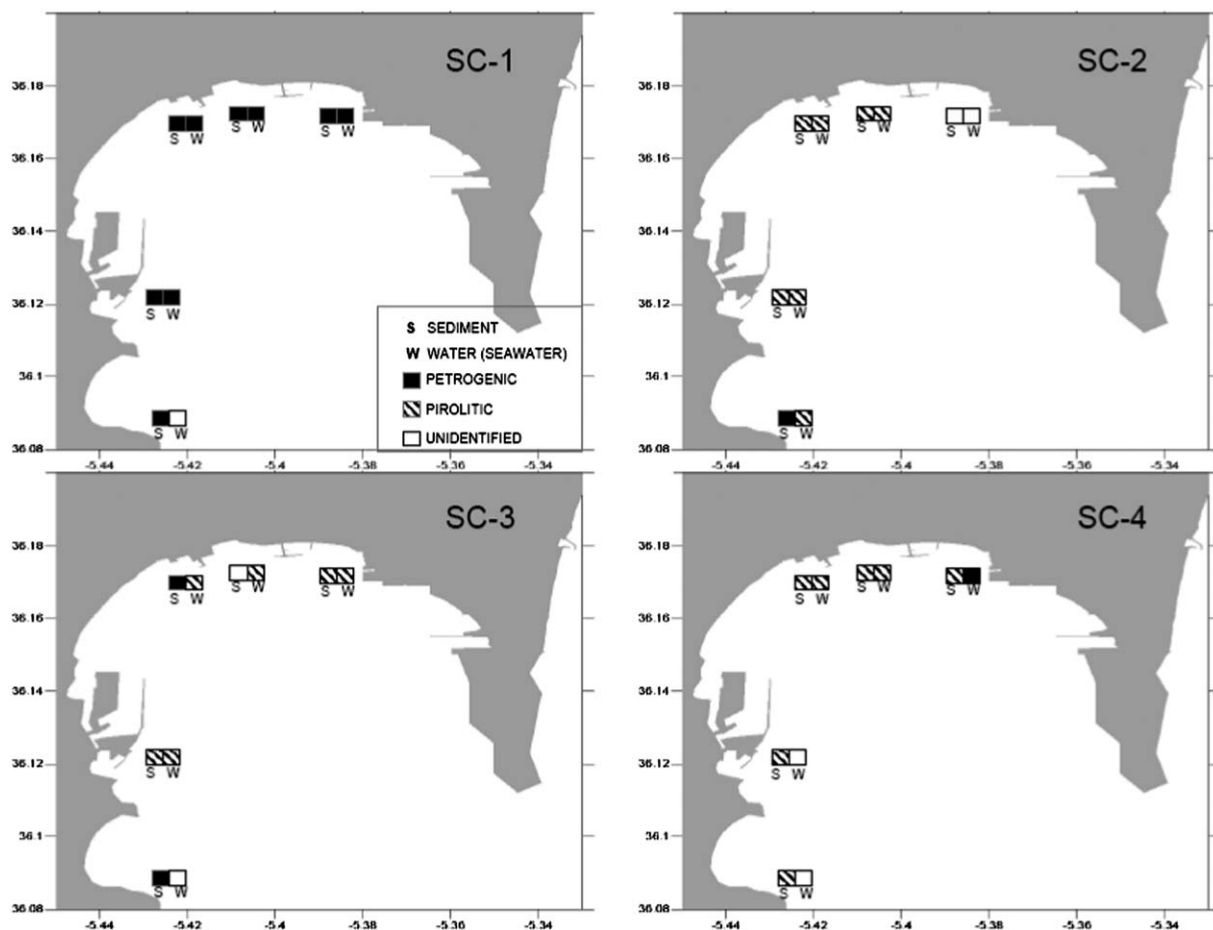 SC-1
36.18
S W
S W
S W
36.16
36.14
36.12
S W
S SEDIMENT
W WATER (SEAWATER)
PETROGENIC
PIROLITIC
UNIDENTIFIED
36.1
S W
36.08
-5.44 -5.42 -5.4 -5.38 -5.36 -5.34
SC-2
36.18
S W
S W
S W
36.16
36.14
36.12
S W
36.1
S W
36.08
-5.44 -5.42 -5.4 -5.38 -5.36 -5.34
SC-3
36.18
S W
S W
S W
36.16
36.14
36.12
S W
36.1
S W
36.08
-5.44 -5.42 -5.4 -5.38 -5.36 -5.34
SC-4
36.18
S W
S W
S W
36.16
36.14
36.12
S W
36.1
S W
36.08
-5.44 -5.42 -5.4 -5.38 -5.36 -5.34